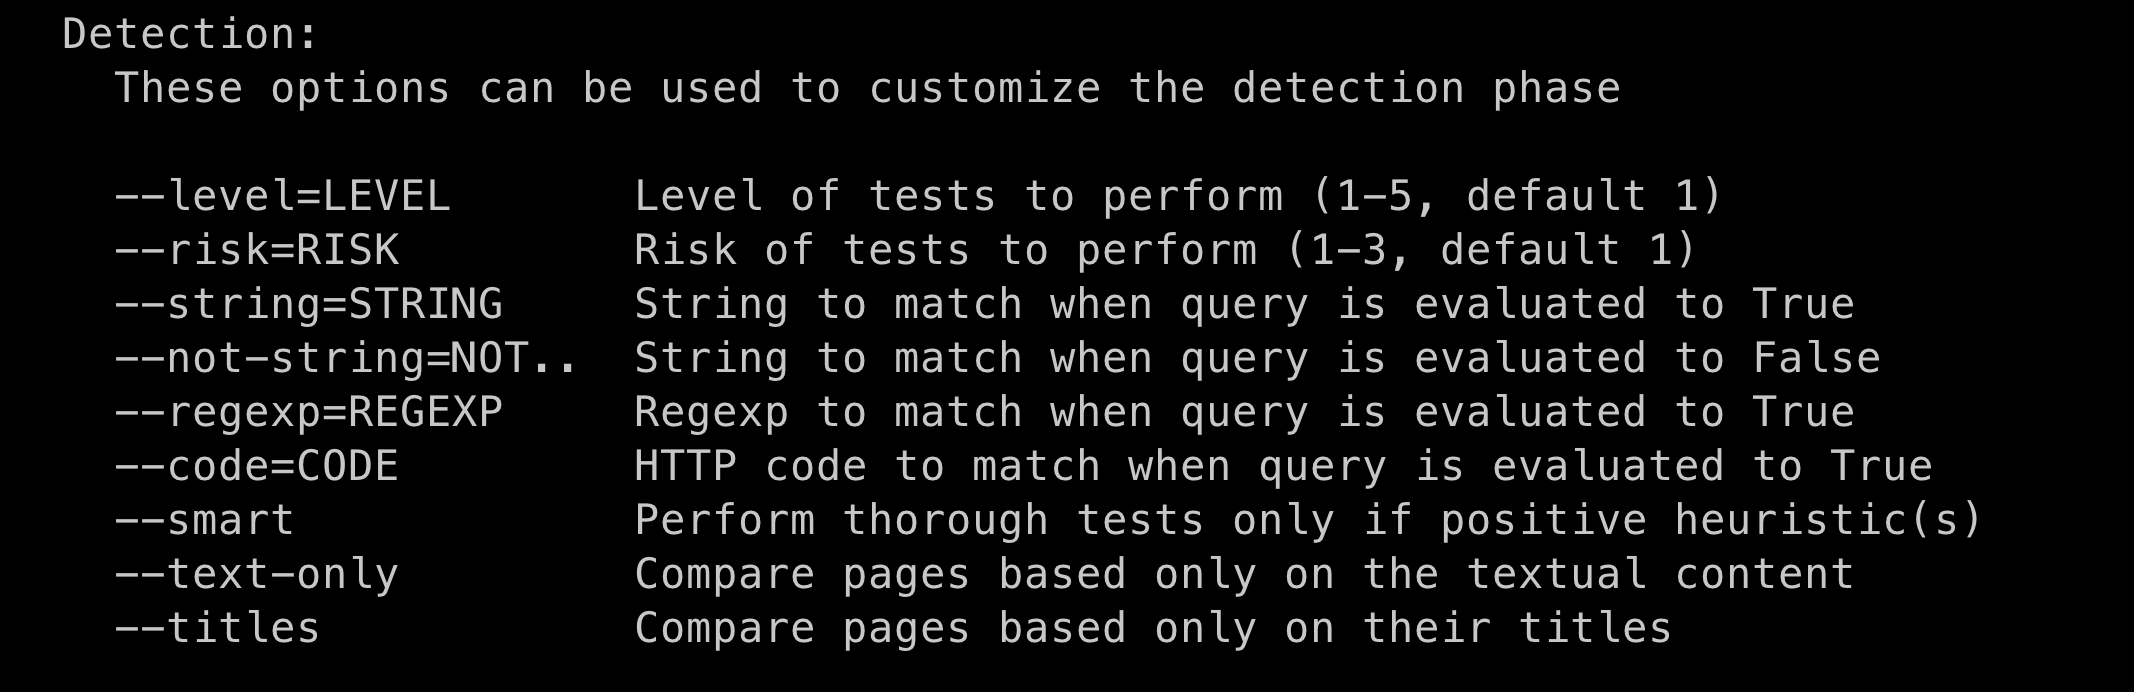 Detection:
These options can be used to customize the detection phase
--level=LEVEL Level of tests to perform (1-5, default 1)
--risk=RISK Risk of tests to perform (1-3, default 1)
--string=STRING String to match when query is evaluated to True
--not-string=NOT.. String to match when query is evaluated to False
--regexp=REGEXP Regexp to match when query is evaluated to True
--code=CODE HTTP code to match when query is evaluated to True
--smart Perform thorough tests only if positive heuristic(s)
--text-only Compare pages based only on the textual content
--titles Compare pages based only on their titles